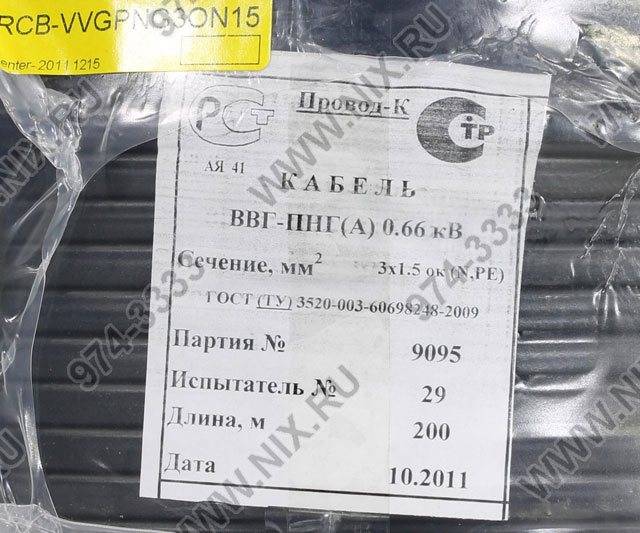 RCB-VVGPNG3ON15
enter- 20111215
РСТ
Провод-К
СТР
АЯ 41
КАБЕЛЬ
ВВГ-ПНГ(А) 0.66 кВ
Сечение, мм² 3х1.5 ок (N,PE)
ГОСТ (ТУ) 3520-003-60698248-2009
Партия № 9095
Испытатель № 29
Длина, м 200
Дата 10.2011
WWW.NIX.RU
974-3333